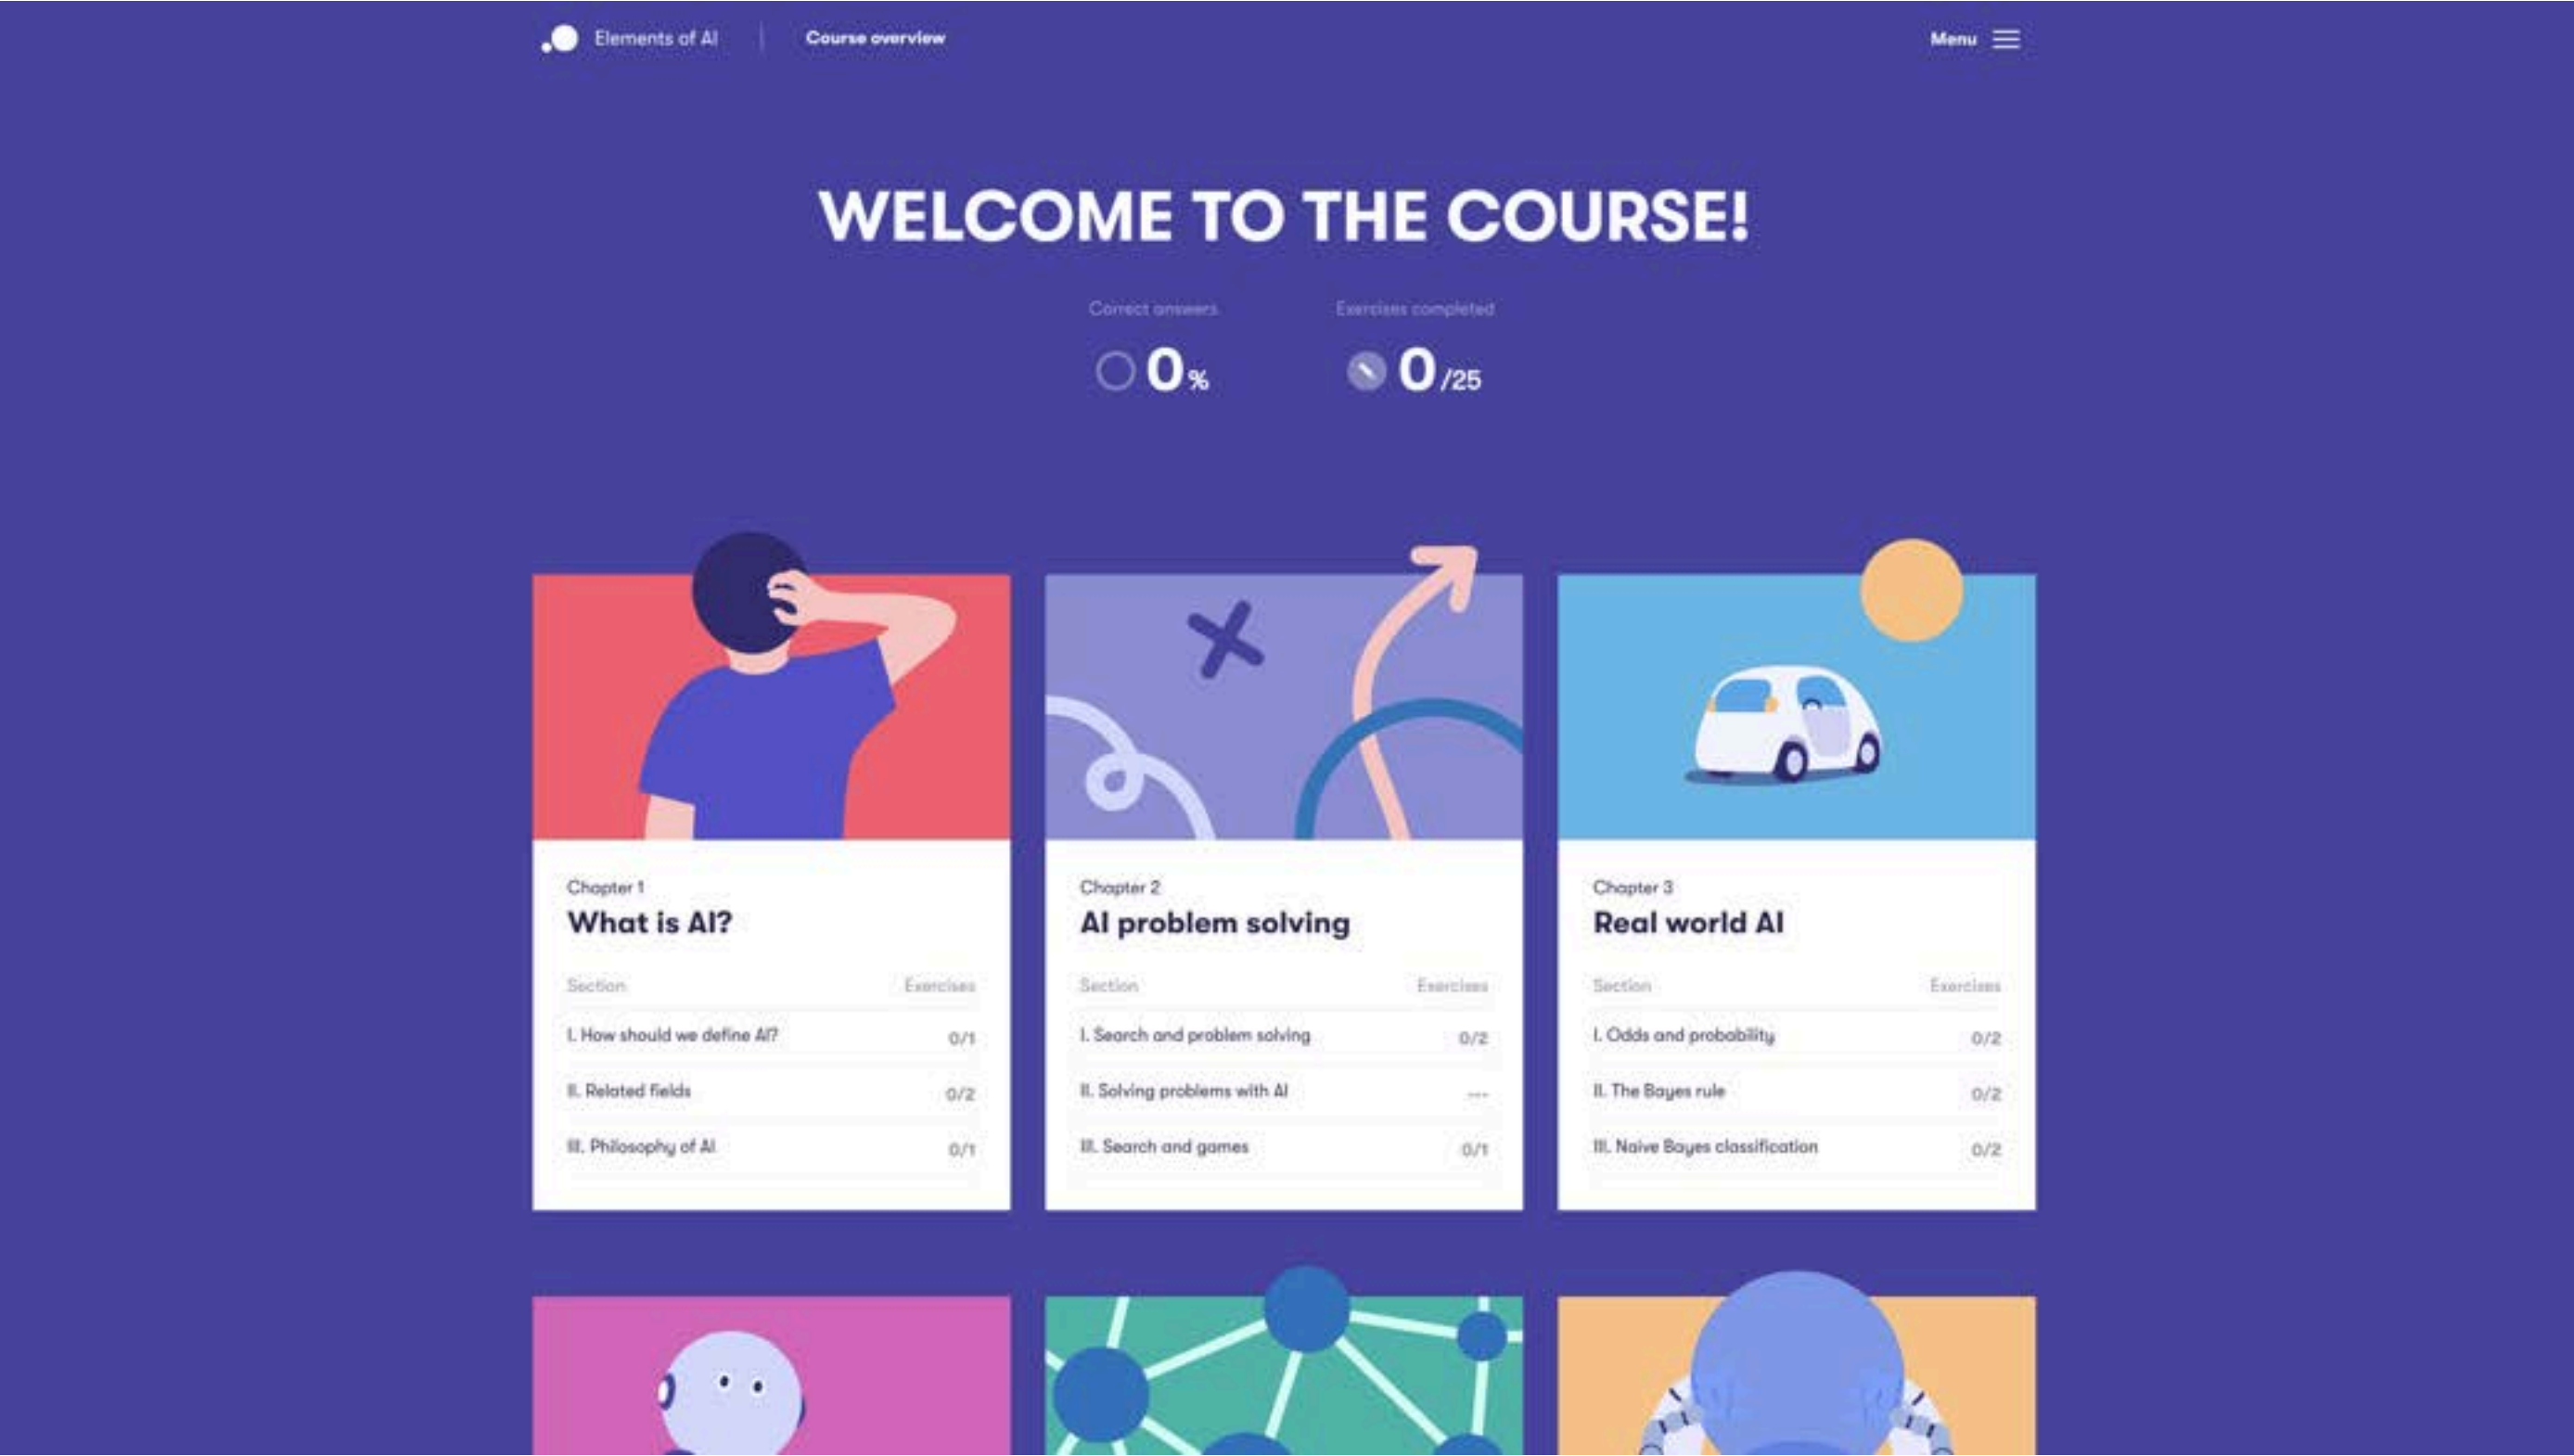 Elements of AI
Course overview
Menu
WELCOME TO THE COURSE!
Correct answers
Exercises completed
0%
0/25
Chapter 1
What is AI?
Section Exercises
I. How should we define AI? 0/1
II. Related fields 0/2
III. Philosophy of AI 0/1
Chapter 2
AI problem solving
Section Exercises
I. Search and problem solving 0/2
II. Solving problems with AI ---
III. Search and games 0/1
Chapter 3
Real world AI
Section Exercises
I. Odds and probability 0/2
II. The Bayes rule 0/2
III. Naive Bayes classification 0/2